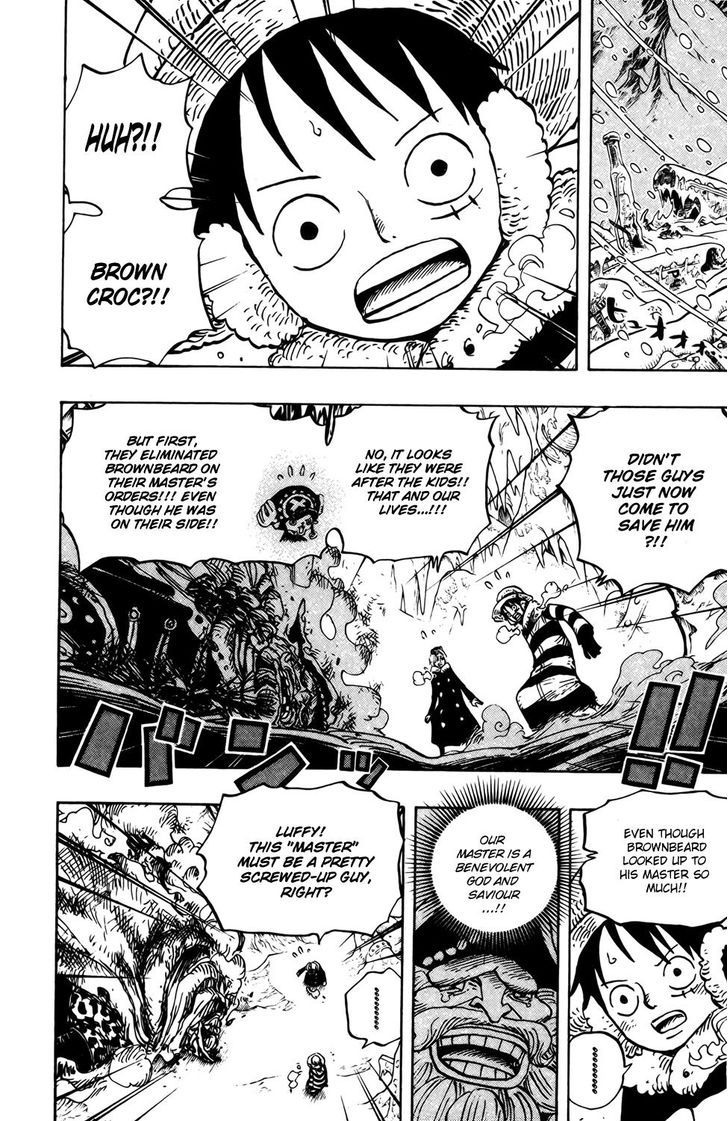 HUH?!!
BROWN
CROC?!!
DIDN'T
THOSE GUYS
JUST NOW
COME TO
SAVE HIM
?!!
NO, IT LOOKS
LIKE THEY WERE
AFTER THE KIDS!!
THAT AND OUR
LIVES...!!!
BUT FIRST,
THEY ELIMINATED
BROWNBEARD ON
THEIR MASTER'S
ORDERS!!! EVEN
THOUGH HE WAS
ON THEIR SIDE!!
バンッ!!
EVEN THOUGH
BROWNBEARD
LOOKED UP TO
HIS MASTER SO
MUCH!!
........
OUR
MASTER IS A
BENEVOLENT
GOD AND
SAVIOUR
...!!
LUFFY!
THIS "MASTER"
MUST BE A PRETTY
SCREWED-UP GUY,
RIGHT?
........